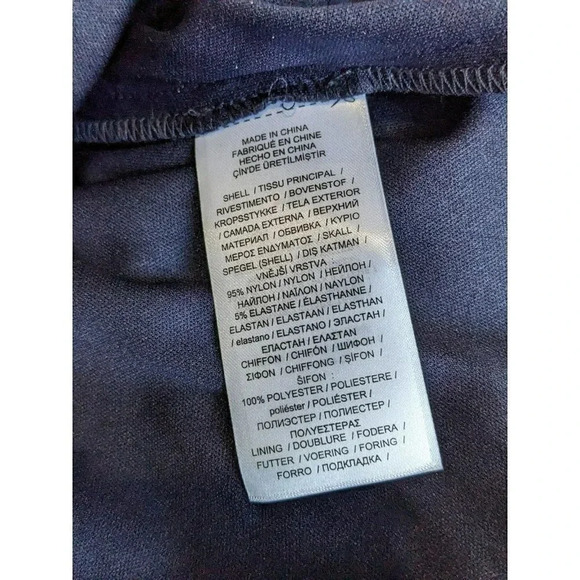 MADE IN CHINA
FABRIQUÉ EN CHINE
HECHO EN CHINA
ÇİN'DE ÜRETİLMİŞTİR
SHELL / TISSU PRINCIPAL /
RIVESTIMENTO / BOVENSTOF /
KROPSSTYKKE / TELA EXTERIOR
/ CAMADA EXTERNA / ВЕРХНИЙ
МАТЕРИАЛ / ОБВИВКА / ΚΥΡΙΟ
ΜΕΡΟΣ ΕΝΔΥΜΑΤΟΣ / SKALL /
SPEGEL (SHELL) / DIŞ KATMAN /
VNĚJŠÍ VRSTVA :
95% NYLON / NYLON / НЕЙЛОН /
НАЙЛОН / ΝΑΪΛΟΝ / NAYLON
5% ELASTANE / ÉLASTHANNE /
ELASTAN / ELASTAAN / ELASTHAN
/ elastano / ELASTANO / ЭЛАСТАН /
ЕЛАСТАН / ΕΛΑΣΤΑΝ
CHIFFON / CHIFÓN / ШИФОН /
ΣΙΦΟΝ / CHIFFONG / ŞİFON /
ŠIFON :
100% POLYESTER / POLIESTERE /
poliéster / POLIÉSTER /
ПОЛИЭСТЕР / ПОЛИЕСТЕР /
ΠΟΛΥΕΣΤΕΡΑΣ
LINING / DOUBLURE / FODERA /
FUTTER / VOERING / FORING /
FORRO / ПОДКЛАДКА /